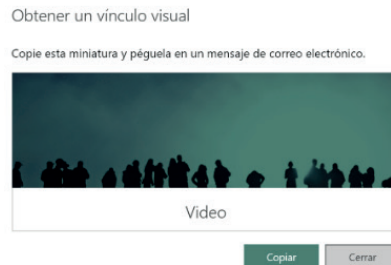 Obtener un vínculo visual
Copie esta miniatura y péguela en un mensaje de correo electrónico.
Video
Copiar
Cerrar